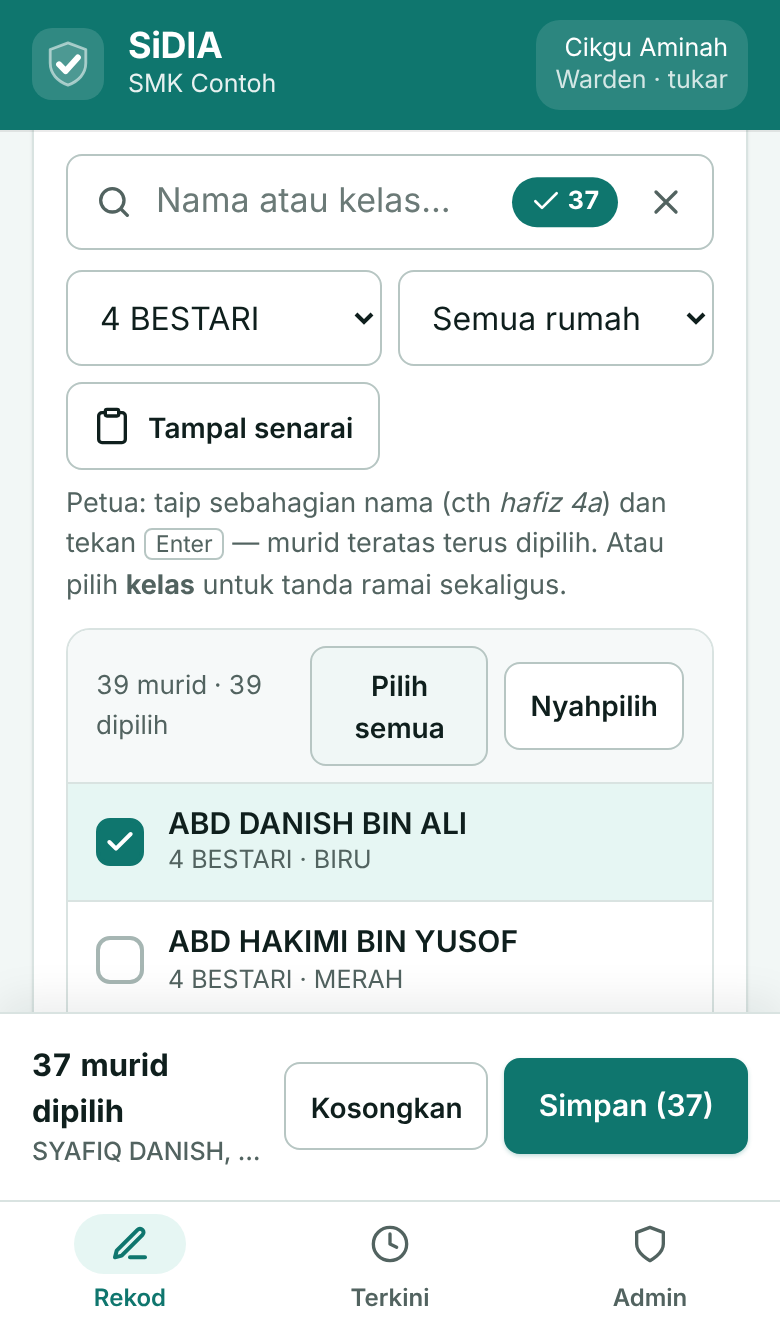 SiDIA
SMK Contoh
Cikgu Aminah
Warden · tukar
Nama atau kelas...
37
4 BESTARI
Semua rumah
Tampal senarai
Petua: taip sebahagian nama (cth hafiz 4a) dan
tekan Enter — murid teratas terus dipilih. Atau
pilih kelas untuk tanda ramai sekaligus.
39 murid · 39
dipilih
Pilih
semua
Nyahpilih
ABD DANISH BIN ALI
4 BESTARI · BIRU
ABD HAKIMI BIN YUSOF
4 BESTARI · MERAH
37 murid
dipilih
SYAFIQ DANISH, ...
Kosongkan
Simpan (37)
Rekod
Terkini
Admin